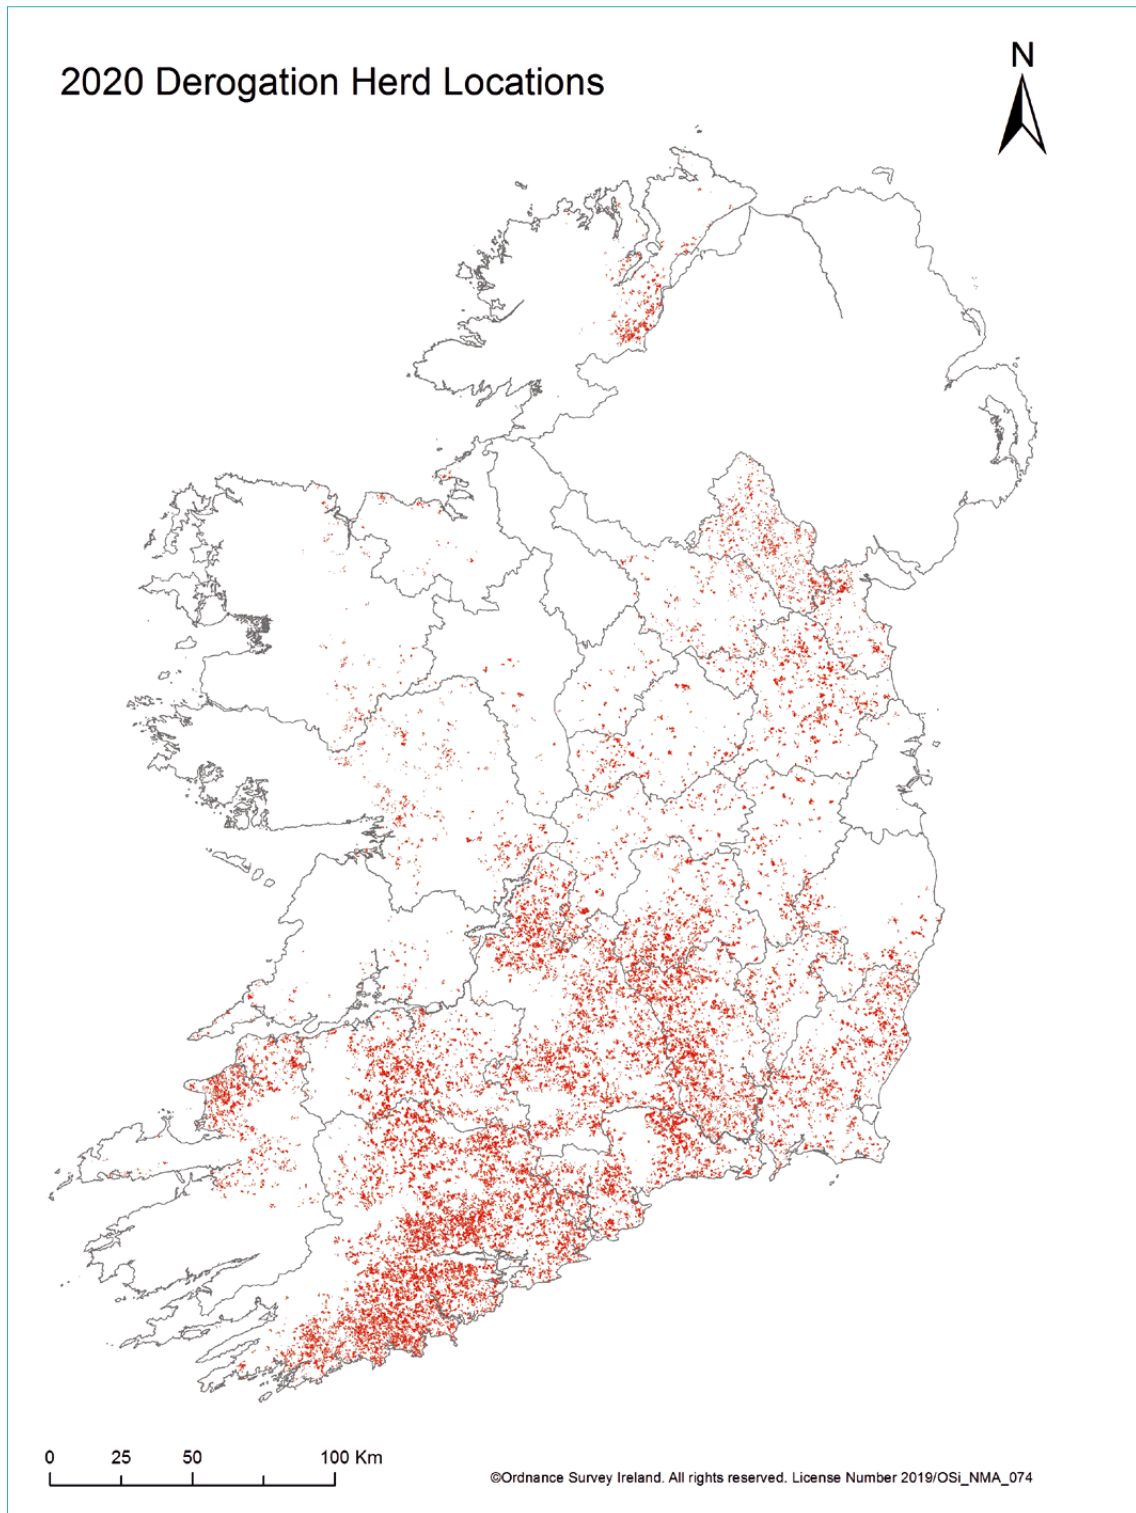 N
2020 Derogation Herd Locations
0 25 50 100 Km
©Ordnance Survey Ireland. All rights reserved. License Number 2019/OSi_NMA_074